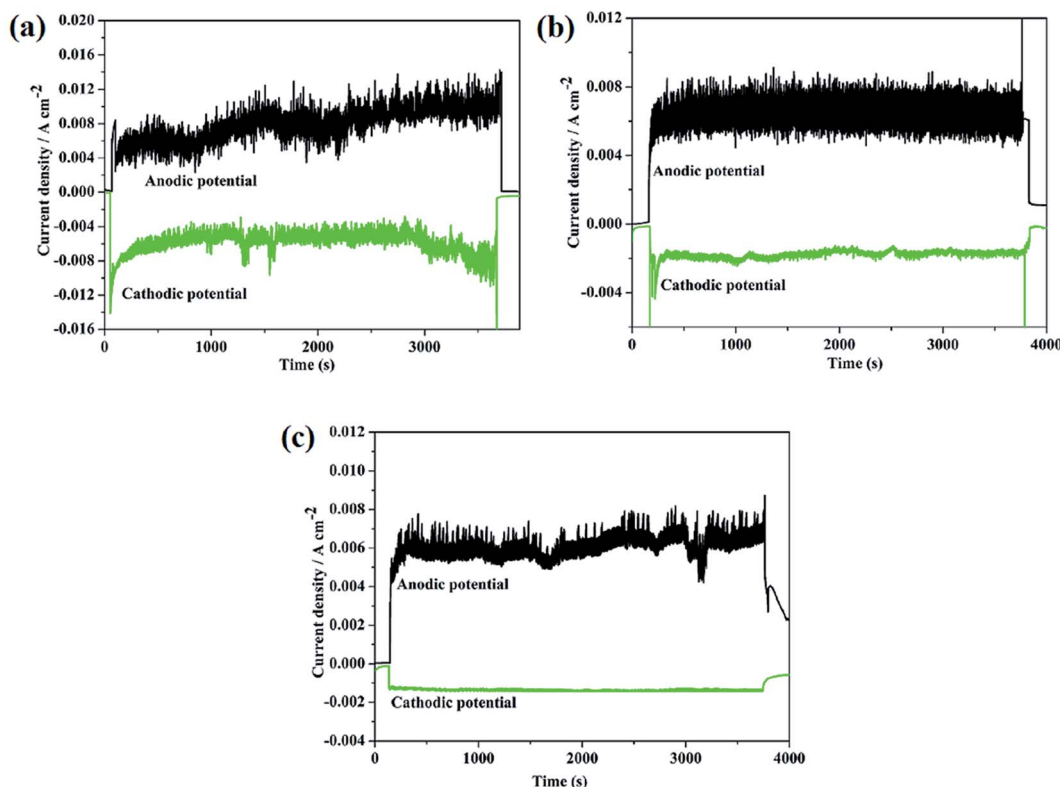 (a)
Current density / A cm-2
0.020
0.016
0.012
0.008
0.004
0.000
-0.004
-0.008
-0.012
-0.016
Anodic potential
Cathodic potential
0
1000
2000
3000
Time (s)
(b)
Current density / A cm-2
0.012
0.008
0.004
0.000
-0.004
Anodic potential
Cathodic potential
0
1000
2000
3000
4000
Time (s)
(c)
Current density / A cm-2
0.012
0.010
0.008
0.006
0.004
0.002
0.000
-0.002
-0.004
Anodic potential
Cathodic potential
0
1000
2000
3000
4000
Time (s)